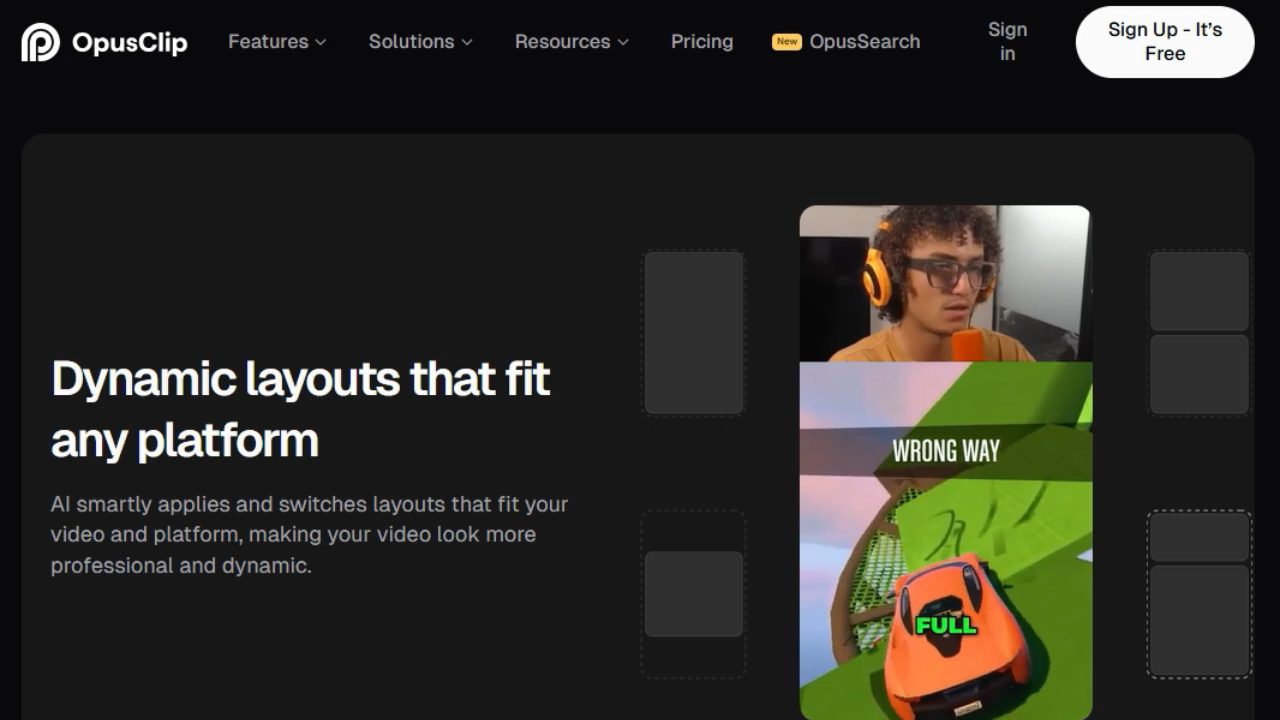 OpusClip
Features
Solutions
Resources
Pricing
New
OpusSearch
Sign
in
Sign Up - It's
Free
Dynamic layouts that fit
any platform
AI smartly applies and switches layouts that fit your
video and platform, making your video look more
professional and dynamic.
WRONG WAY
FULL